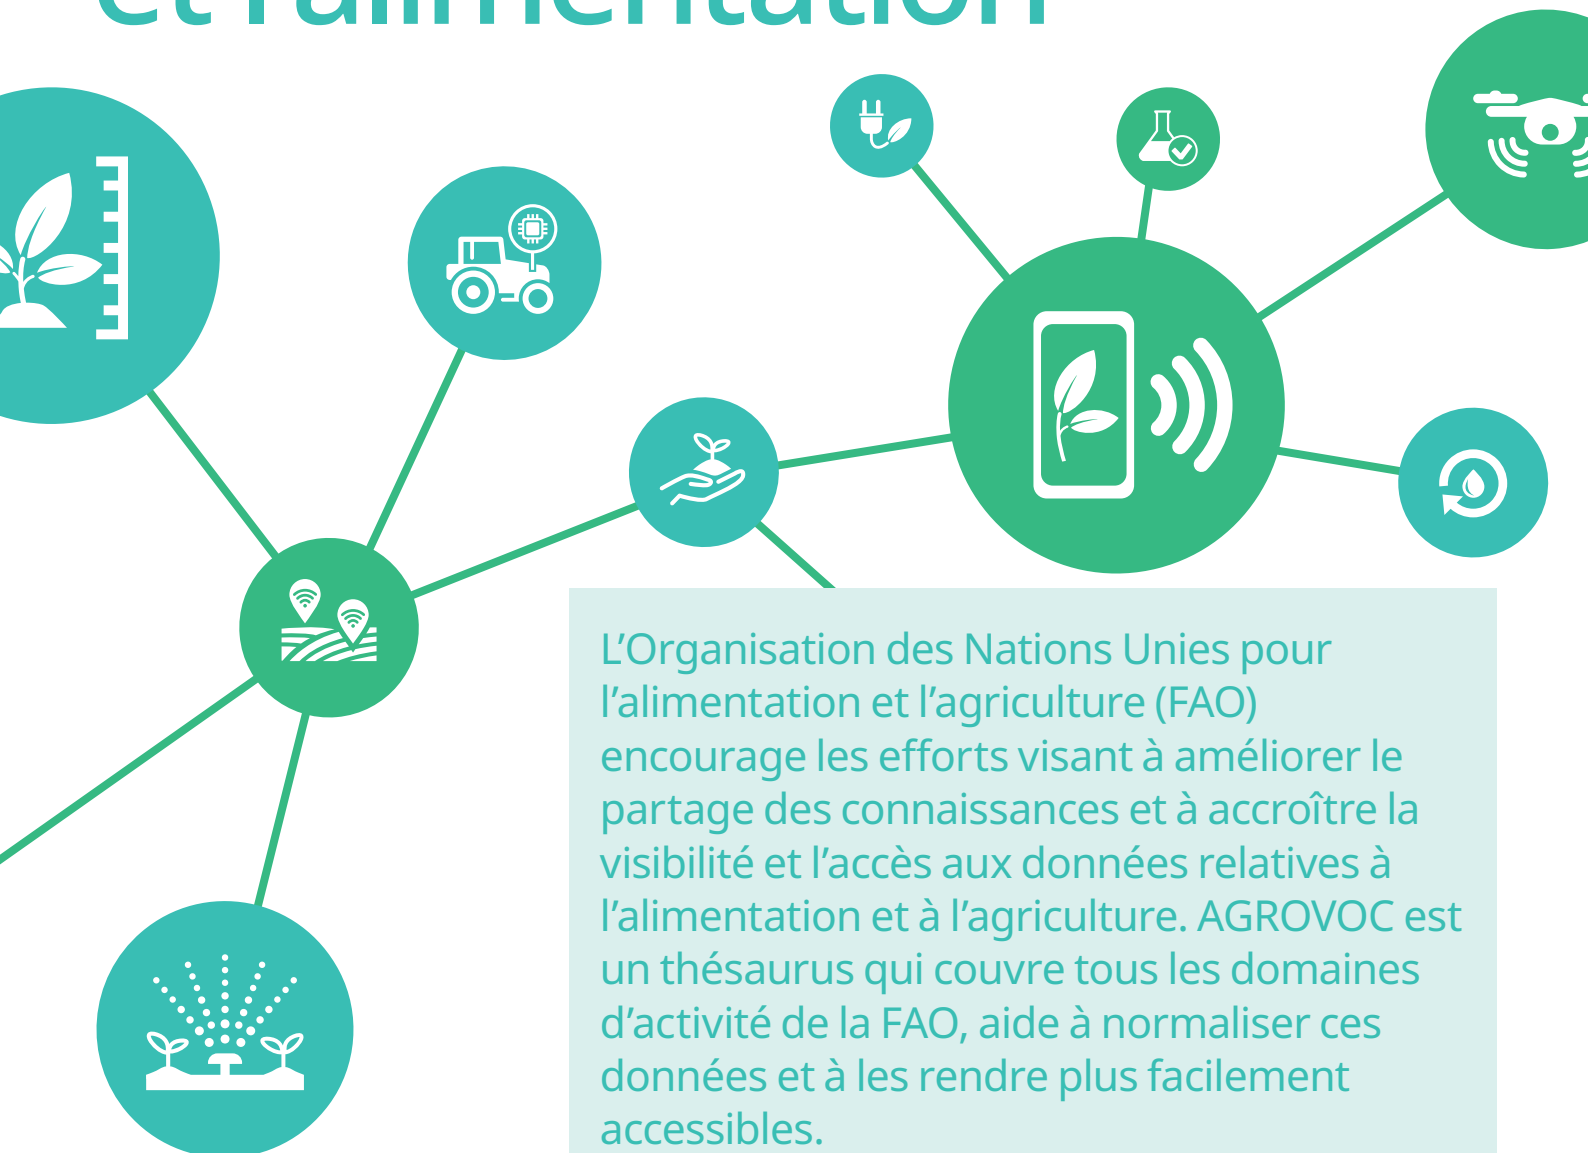 et l'alimentation
L’Organisation des Nations Unies pour
l’alimentation et l’agriculture (FAO)
encourage les efforts visant à améliorer le
partage des connaissances et à accroître la
visibilité et l’accès aux données relatives à
l’alimentation et à l’agriculture. AGROVOC est
un thésaurus qui couvre tous les domaines
d’activité de la FAO, aide à normaliser ces
données et à les rendre plus facilement
accessibles.